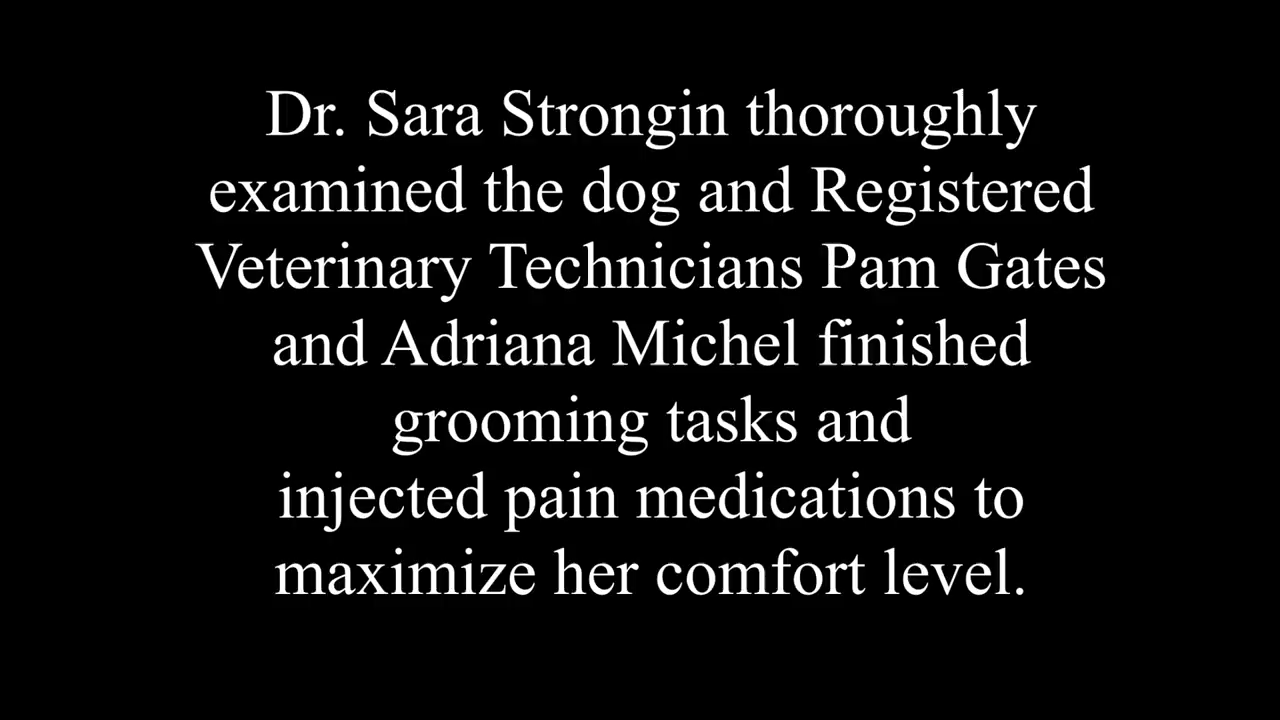 Dr. Sara Strongin thoroughly
examined the dog and Registered
Veterinary Technicians Pam Gates
and Adriana Michel finished
grooming tasks and
injected pain medications to
maximize her comfort level.